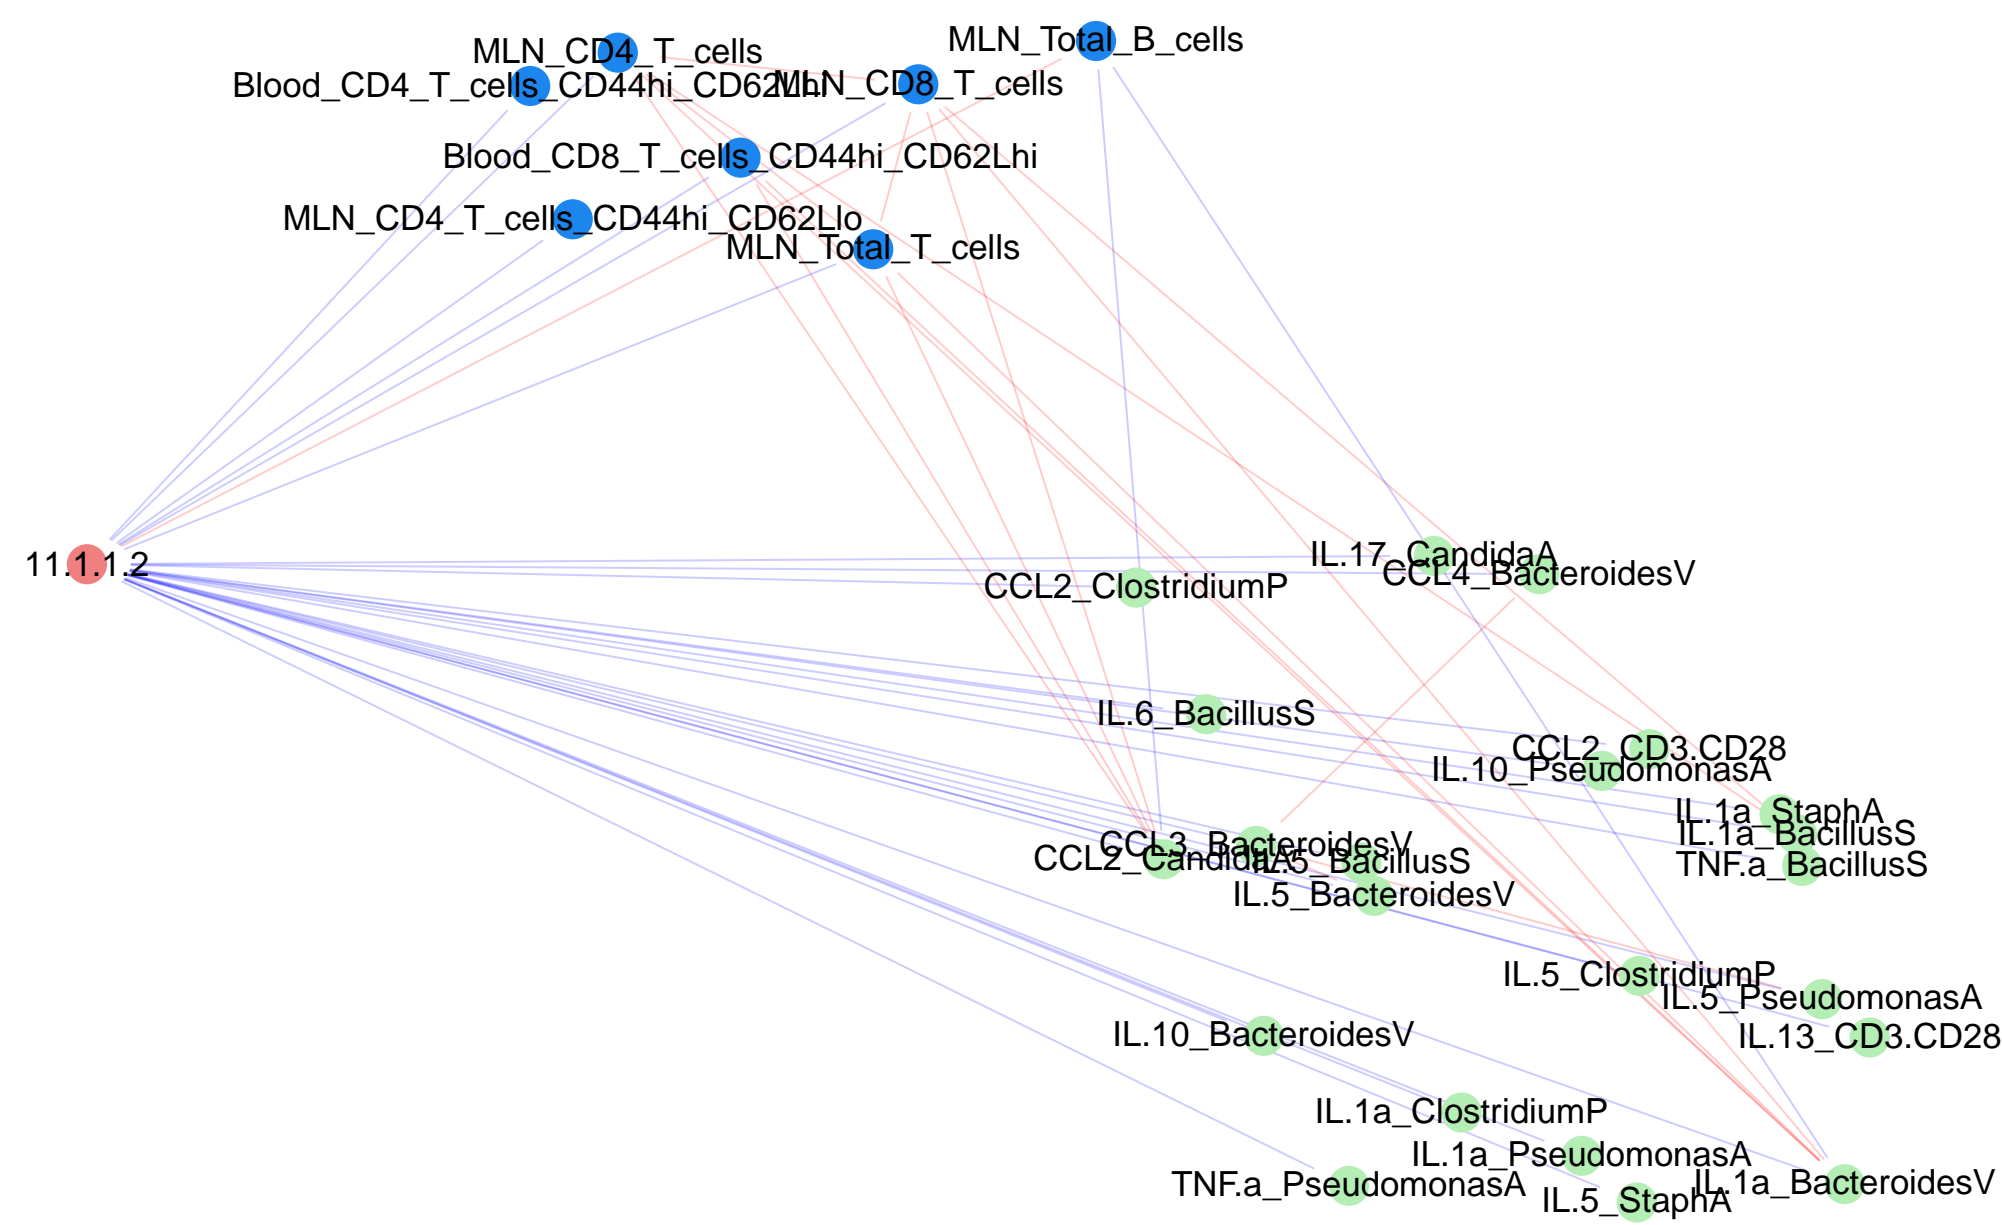 MLN_Total_B_cells
MLN_CD4_T_cells
Blood_CD4_T_cells_CD44hi_CD62Lhi
MLN_CD8_T_cells
Blood_CD8_T_cells_CD44hi_CD62Lhi
MLN_CD4_T_cells_CD44hi_CD62Llo
MLN_Total_T_cells
11.1.1.2
IL.17_CandidaA
CCL4_BacteroidesV
CCL2_ClostridiumP
IL.6_BacillusS
CCL2_CD3.CD28
IL.10_PseudomonasA
IL.1a_StaphA
IL.1a_BacillusS
TNF.a_BacillusS
CCL3_BacteroidesV
CCL2_CandidaA
IL.5_BacillusS
IL.5_BacteroidesV
IL.5_ClostridiumP
IL.5_PseudomonasA
IL.13_CD3.CD28
IL.10_BacteroidesV
IL.1a_ClostridiumP
IL.1a_PseudomonasA
TNF.a_PseudomonasA
IL.5_StaphA
IL.1a_BacteroidesV